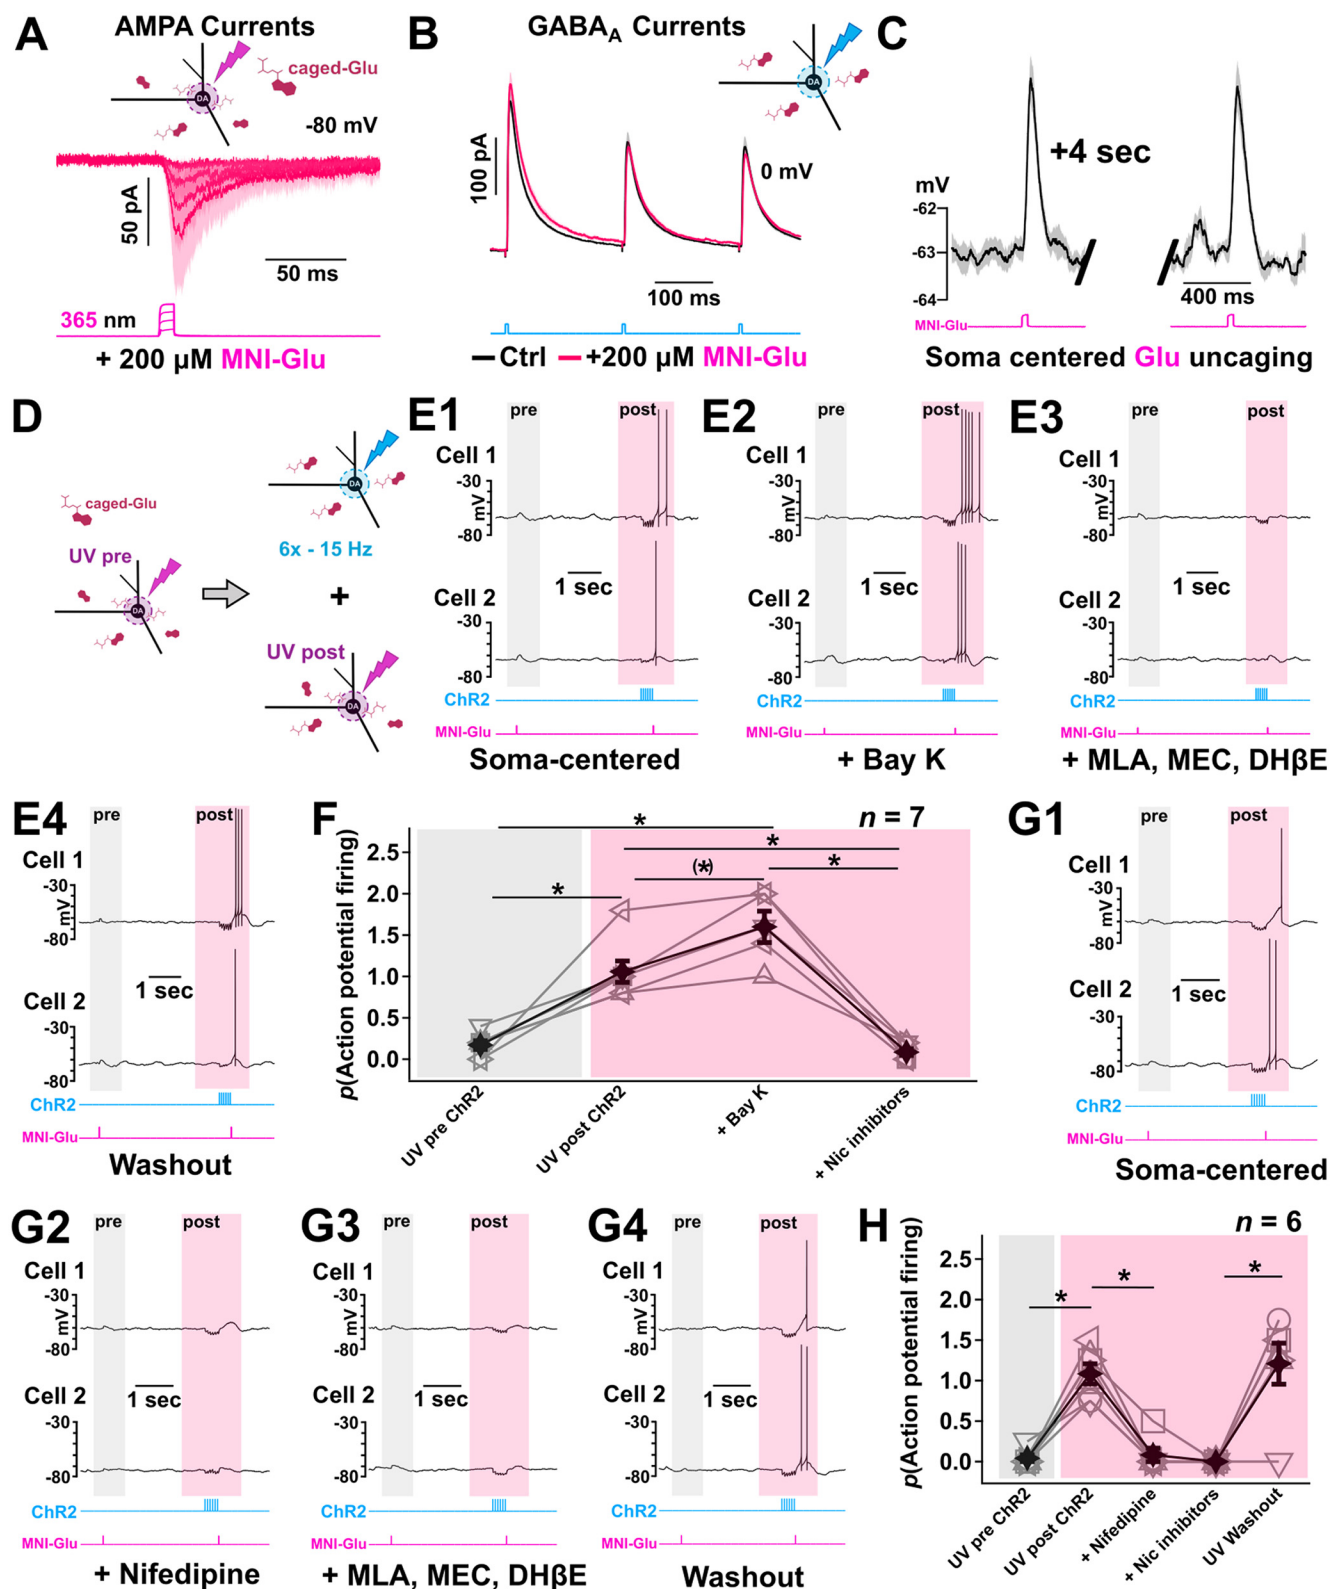 A
AMPA Currents
caged-Glu
DA
-80 mV
50 pA
50 ms
365 nm
+ 200 µM MNI-Glu
B
GABA_A Currents
DA
0 mV
100 pA
100 ms
Ctrl +200 µM MNI-Glu
C
mV
-62
-63
-64
+4 sec
400 ms
MNI-Glu
Soma centered Glu uncaging
D
caged-Glu
UV pre
DA
DA
6x - 15 Hz
+
UV post
DA
E1
pre post
Cell 1
-30
mV
-80
1 sec
Cell 2
-30
-80
ChR2
MNI-Glu
Soma-centered
E2
pre post
Cell 1
-30
mV
-80
1 sec
Cell 2
-30
-80
ChR2
MNI-Glu
+ Bay K
E3
pre post
Cell 1
-30
mV
-80
1 sec
Cell 2
-30
-80
ChR2
MNI-Glu
+ MLA, MEC, DHβE
E4
pre post
Cell 1
-30
mV
-80
1 sec
Cell 2
-30
-80
ChR2
MNI-Glu
Washout
F
n = 7
*
*
(*)
*
*
p(Action potential firing)
2.5
2.0
1.5
1.0
0.5
0.0
UV pre ChR2
UV post ChR2
+ Bay K
+ Nic inhibitors
G1
pre post
Cell 1
-30
mV
-80
Cell 2
1 sec
-30
-80
ChR2
MNI-Glu
Soma-centered
G2
pre post
Cell 1
-30
mV
-80
Cell 2
1 sec
-30
-80
ChR2
MNI-Glu
+ Nifedipine
G3
pre post
Cell 1
-30
mV
-80
Cell 2
1 sec
-30
-80
ChR2
MNI-Glu
+ MLA, MEC, DHβE
G4
pre post
Cell 1
-30
mV
-80
Cell 2
1 sec
-30
-80
ChR2
MNI-Glu
Washout
H
n = 6
*
*
*
p(Action potential firing)
2.5
2.0
1.5
1.0
0.5
0.0
UV pre ChR2
UV post ChR2
+ Nifedipine
+ Nic inhibitors
UV Washout